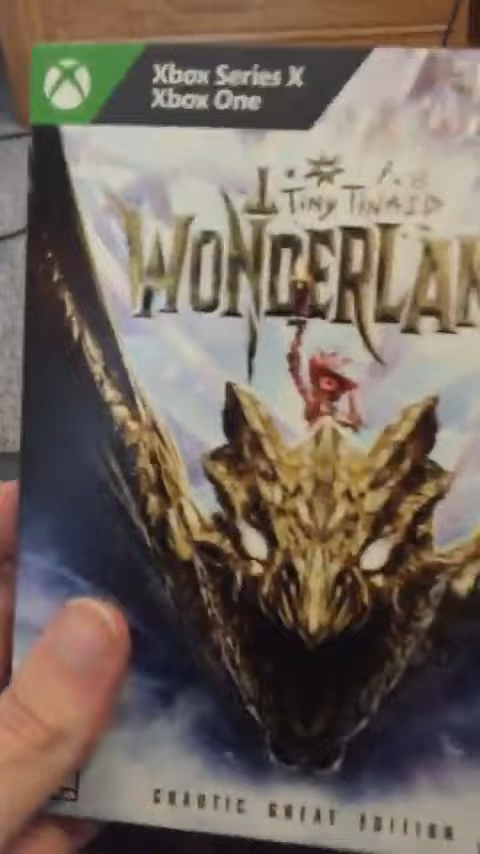 Xbox Series X
Xbox One
Tiny Tina's
WONDERLAN
CHAOTIC GREAT EDITION